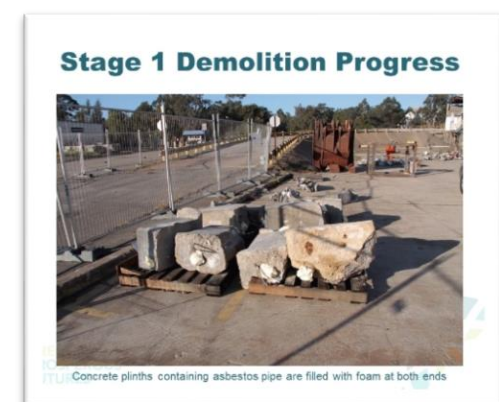 Stage 1 Demolition Progress
Concrete plinths containing asbestos pipe are filled with foam at both ends